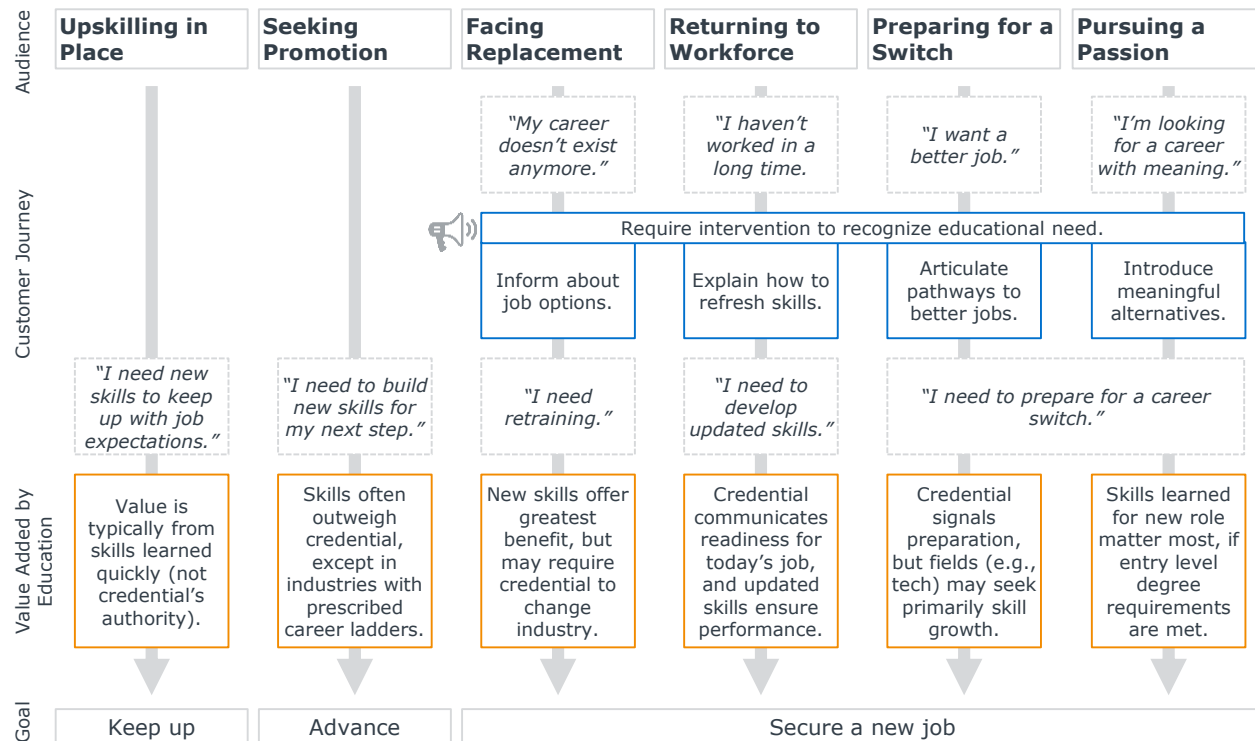 Audience
Upskilling in
Place
Seeking
Promotion
Facing
Replacement
Returning to
Workforce
Preparing for a
Switch
Pursuing a
Passion
Customer Journey
“My career
doesn’t exist
anymore.”
“I haven’t
worked in a
long time.
“I want a
better job.”
“I’m looking
for a career
with meaning.”
Require intervention to recognize educational need.
Inform about
job options.
Explain how to
refresh skills.
Articulate
pathways to
better jobs.
Introduce
meaningful
alternatives.
“I need new
skills to keep
up with job
expectations.”
“I need to build
new skills for
my next step.”
“I need
retraining.”
“I need to
develop
updated skills.”
“I need to prepare for a career
switch.”
Value Added by
Education
Value is
typically from
skills learned
quickly (not
credential’s
authority).
Skills often
outweigh
credential,
except in
industries with
prescribed
career ladders.
New skills offer
greatest
benefit, but
may require
credential to
change
industry.
Credential
communicates
readiness for
today’s job,
and updated
skills ensure
performance.
Credential
signals
preparation,
but fields (e.g.,
tech) may seek
primarily skill
growth.
Skills learned
for new role
matter most, if
entry level
degree
requirements
are met.
Goal
Keep up
Advance
Secure a new job